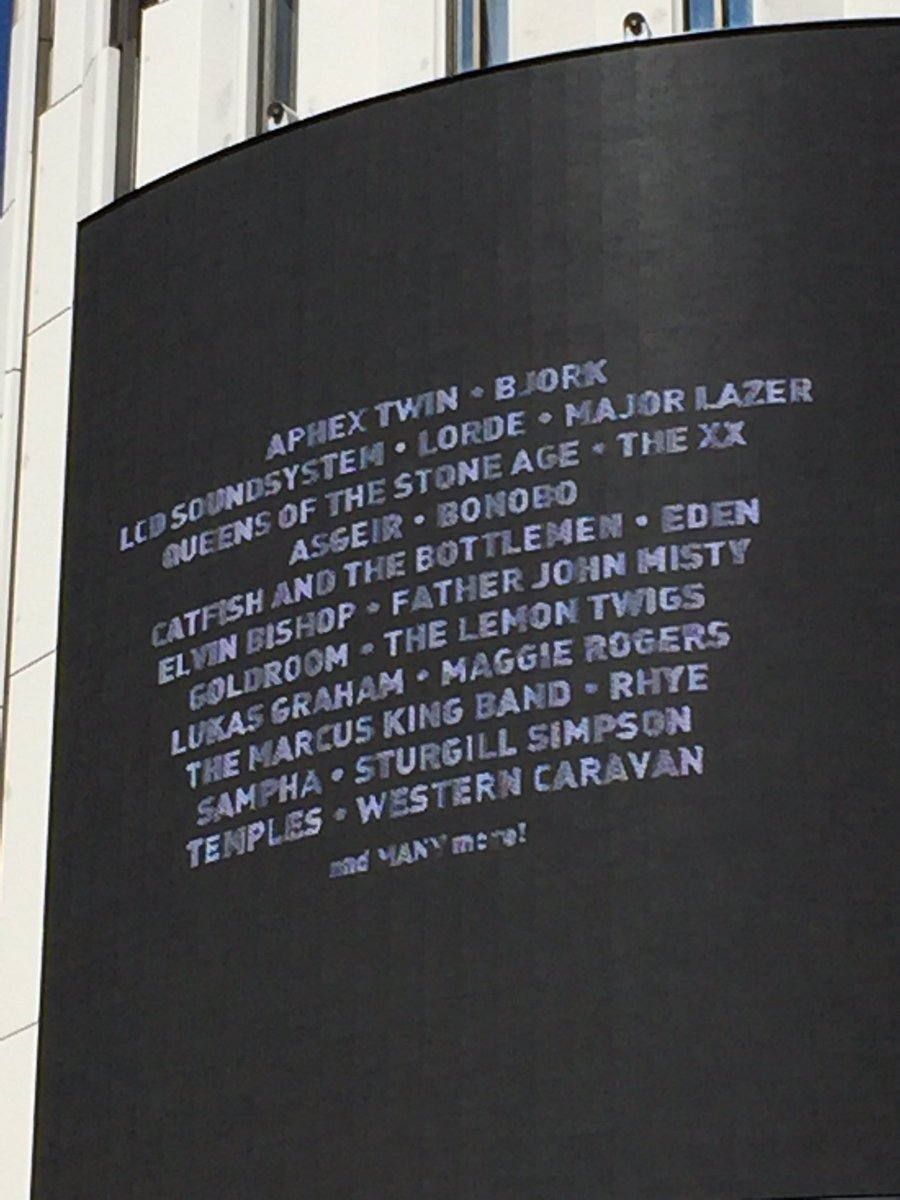 APHEX TWIN • BJORK
LCD SOUNDSYSTEM • LORDE • MAJOR LAZER
QUEENS OF THE STONE AGE • THE XX
ASGEIR • BONOBO
CATFISH AND THE BOTTLEMEN • EDEN
ELVIN BISHOP • FATHER JOHN MISTY
GOLDROOM • THE LEMON TWIGS
LUKAS GRAHAM • MAGGIE ROGERS
THE MARCUS KING BAND • RHYE
SAMPHA • STURGILL SIMPSON
TEMPLES • WESTERN CARAVAN
and MANY more!